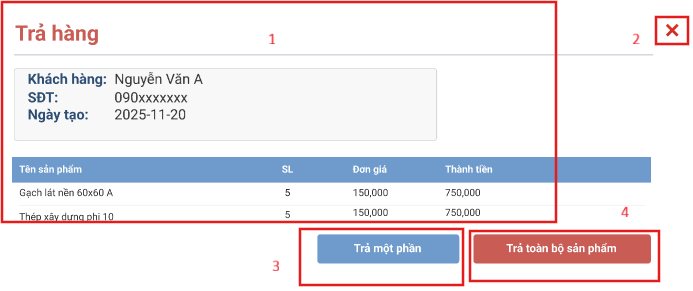 Trả hàng
1
2
×
Khách hàng: Nguyễn Văn A
SĐT: 090xxxxxxx
Ngày tạo: 2025-11-20
Tên sản phẩm SL Đơn giá Thành tiền
Gạch lát nền 60x60 A 5 150,000 750,000
Thép xây dựng phi 10 5 150,000 750,000
4
Trả một phần Trả toàn bộ sản phẩm
3